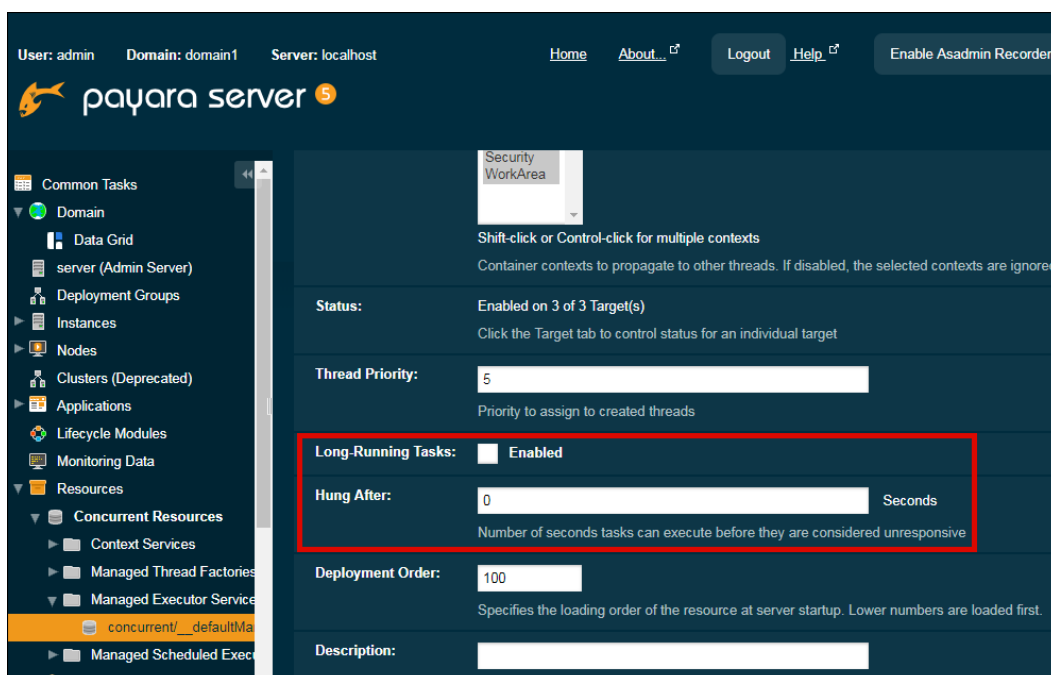 User: admin Domain: domain1 Server: localhost Home About... Logout Help Enable Asadmin Recorder
payara server 5
Common Tasks
Domain
Data Grid
server (Admin Server)
Deployment Groups
Instances
Nodes
Clusters (Deprecated)
Applications
Lifecycle Modules
Monitoring Data
Resources
Concurrent Resources
Context Services
Managed Thread Factories
Managed Executor Service
concurrent/__defaultMa
Managed Scheduled Exec
Security
WorkArea
Shift-click or Control-click for multiple contexts
Container contexts to propagate to other threads. If disabled, the selected contexts are ignored
Status: Enabled on 3 of 3 Target(s)
Click the Target tab to control status for an individual target
Thread Priority: 5
Priority to assign to created threads
Long-Running Tasks: Enabled
Hung After: 0 Seconds
Number of seconds tasks can execute before they are considered unresponsive
Deployment Order: 100
Specifies the loading order of the resource at server startup. Lower numbers are loaded first.
Description: